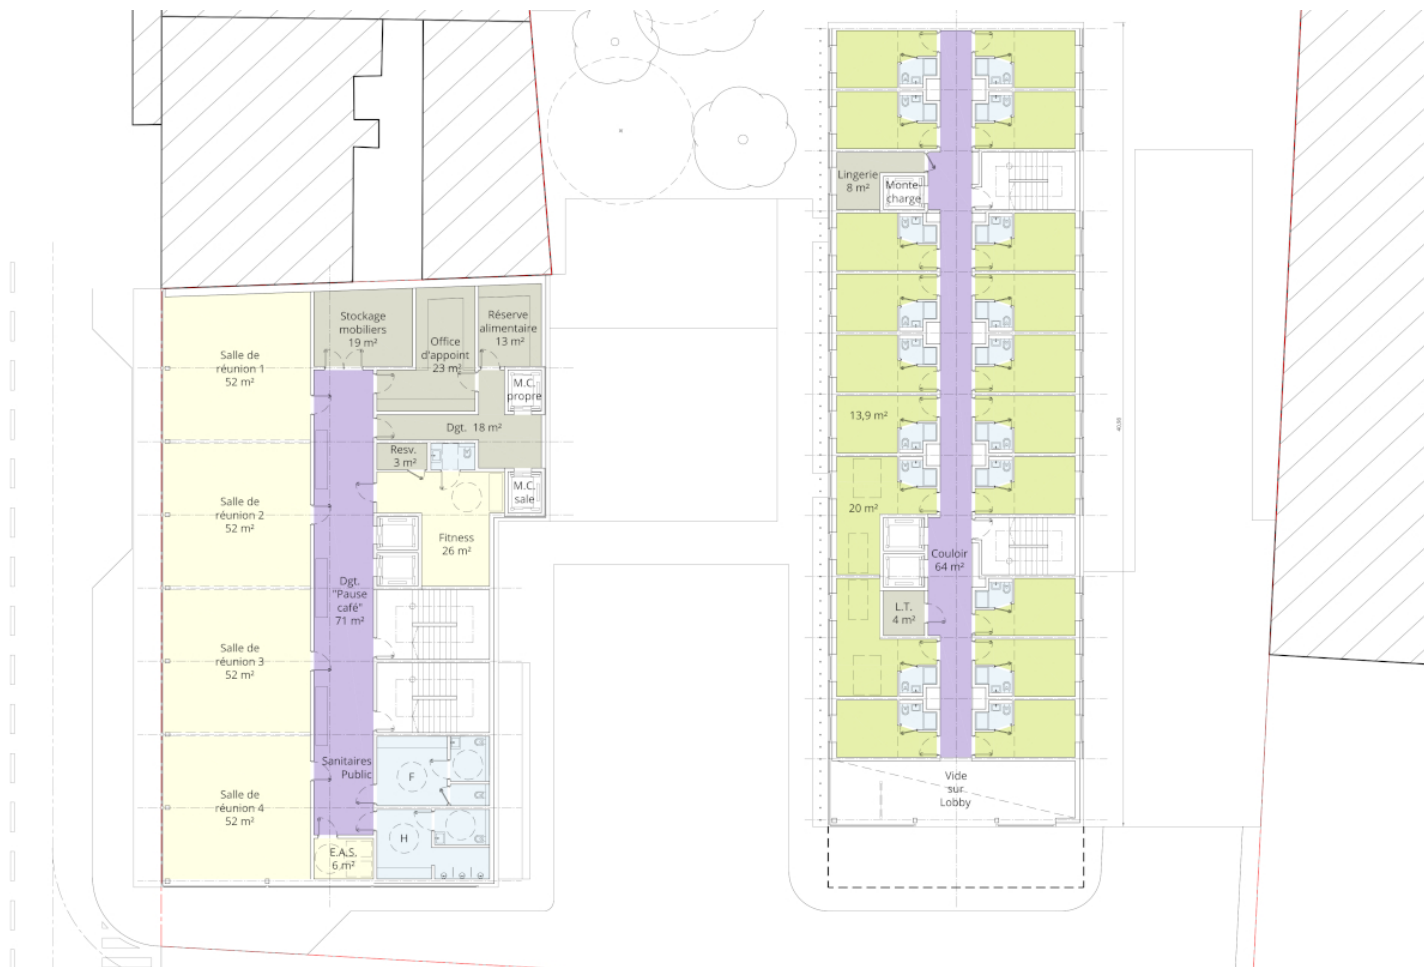 Stockage
mobiliers
19 m²
Office
d'appoint
23 m²
Réserve
alimentaire
13 m²
M.C.
propre
Salle de
réunion 1
52 m²
Dgt. 18 m²
Resv.
3 m²
M.C.
sale
Salle de
réunion 2
52 m²
Fitness
26 m²
Dgt.
"Pause
café"
71 m²
Salle de
réunion 3
52 m²
Sanitaires
Public
F
Salle de
réunion 4
52 m²
H
E.A.S.
6 m²
Lingerie
8 m²
Monte-
charge
13,9 m²
20 m²
Couloir
64 m²
L.T.
4 m²
Vide
sur
Lobby